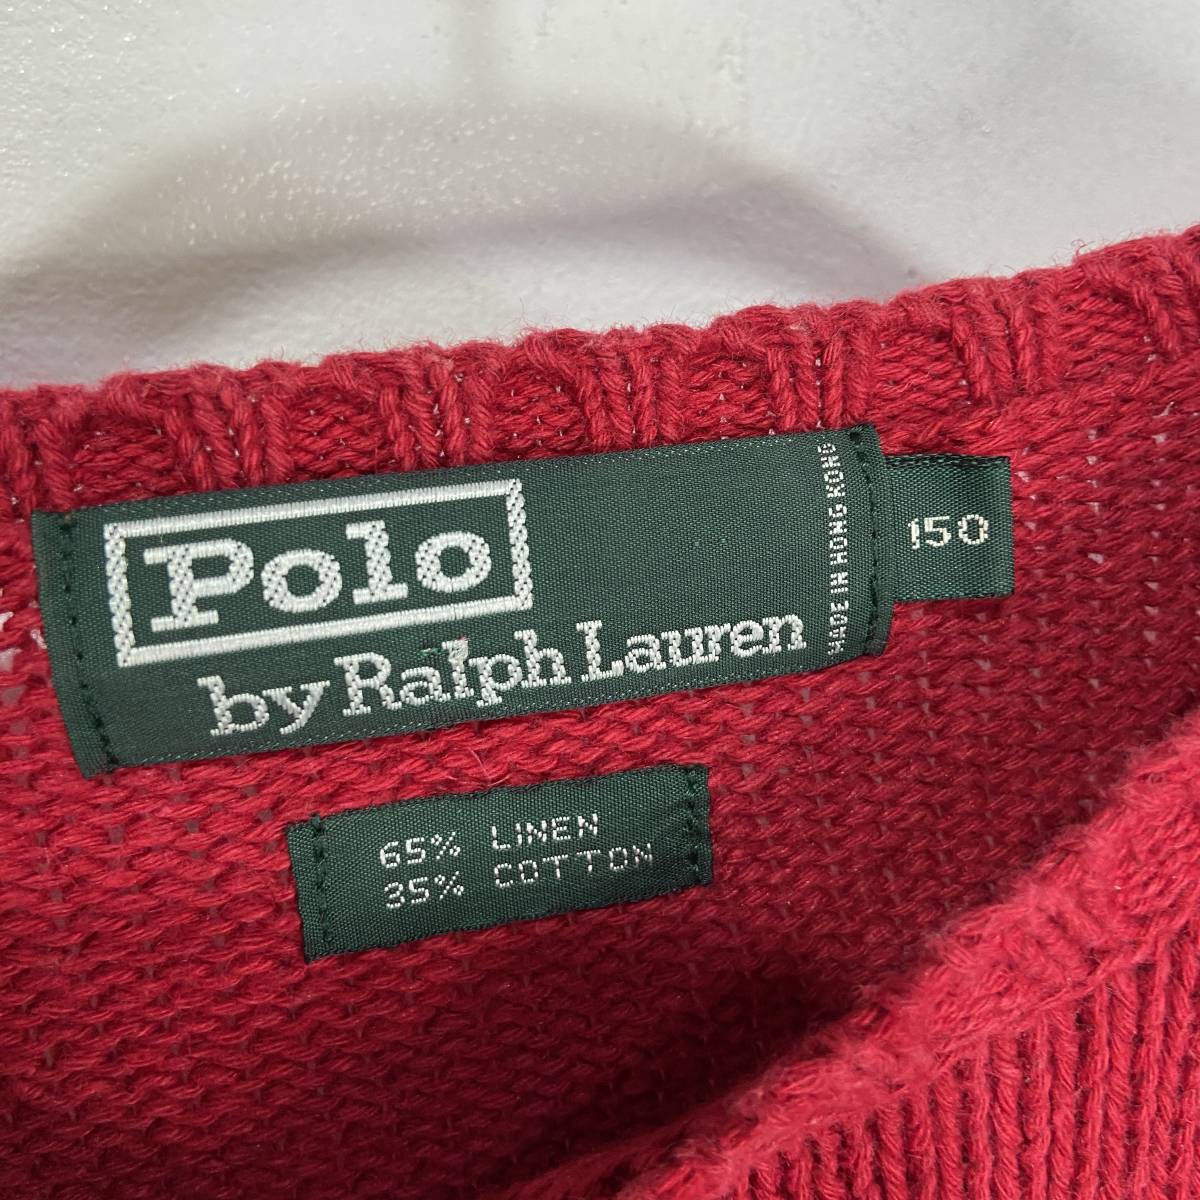 Polo
by Ralph Lauren
MADE IN HONG KONG
150
65% LINEN
35% COTTON